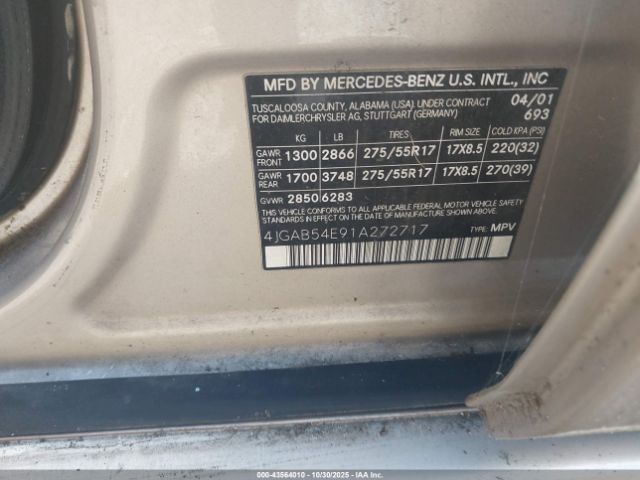 MFD BY MERCEDES-BENZ U.S. INTL., INC
TUSCALOOSA COUNTY, ALABAMA (USA) UNDER CONTRACT 04/01
FOR DAIMLERCHRYSLER AG, STUTTGART (GERMANY) 693
KG LB TIRES RIM SIZE COLD KPA (PSI)
GAWR FRONT 1300 2866 275/55R17 17X8.5 220(32)
GAWR REAR 1700 3748 275/55R17 17X8.5 270(39)
GVWR 2850 6283
THIS VEHICLE CONFORMS TO ALL APPLICABLE FEDERAL MOTOR VEHICLE SAFETY
STANDARDS IN EFFECT ON THE DATE OF MANUFACTURE SHOWN ABOVE.
4JGAB54E91A272717 TYPE: MPV
000-43564010 10/30/2025 IAAI.COM